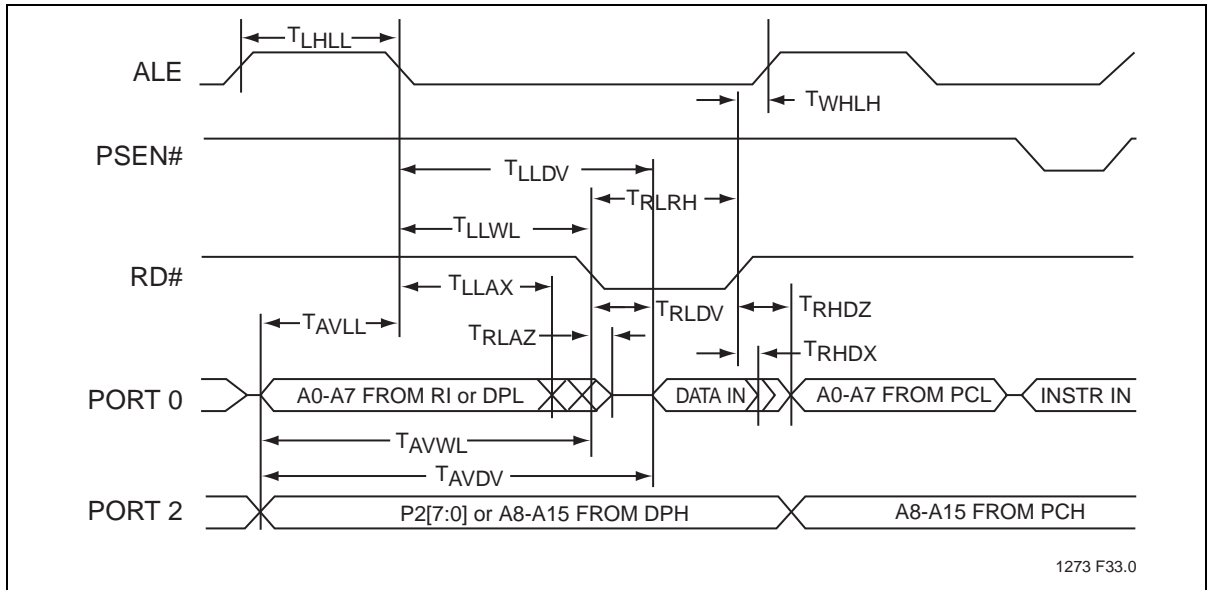 TLHLL
ALE
TWHLH
PSEN#
TLLDV
TRLRH
TLLWL
RD#
TLLAX
TAVLL
TRLDV
TRHDZ
TRLAZ
TRHDX
PORT 0
A0-A7 FROM RI or DPL
DATA IN
A0-A7 FROM PCL
INSTR IN
TAVWL
TAVDV
PORT 2
P2[7:0] or A8-A15 FROM DPH
A8-A15 FROM PCH
1273 F33.0